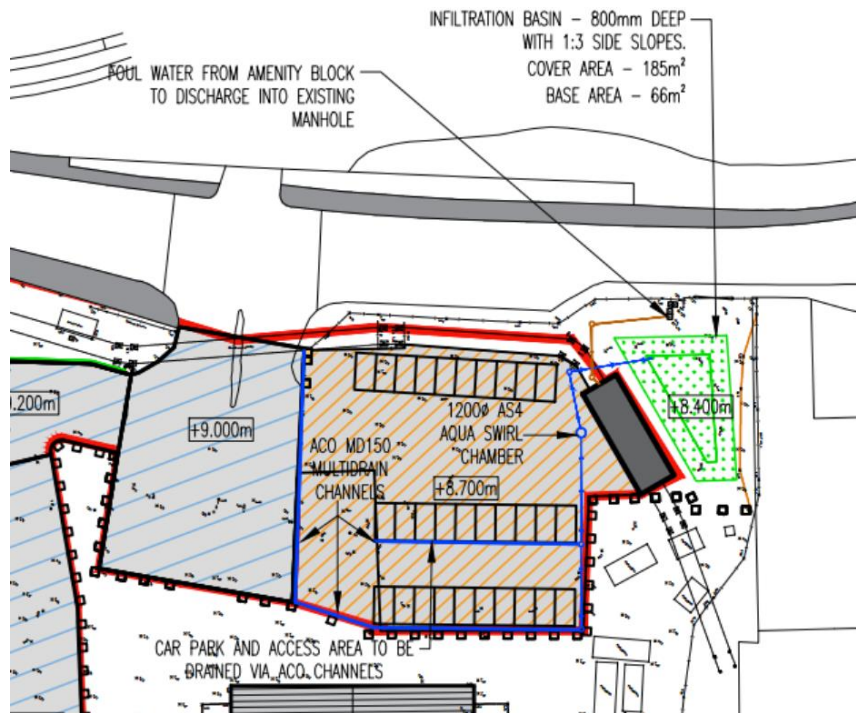 INFILTRATION BASIN – 800mm DEEP
WITH 1:3 SIDE SLOPES.
COVER AREA – 185m²
BASE AREA – 66m²
FOUL WATER FROM AMENITY BLOCK
TO DISCHARGE INTO EXISTING
MANHOLE
.200m
+9.000m
+8.400m
1200ø AS4
AQUA SWIRL
CHAMBER
ACO MD150
MULTIDRAIN
CHANNELS
+8.700m
CAR PARK AND ACCESS AREA TO BE
DRAINED VIA ACO CHANNELS